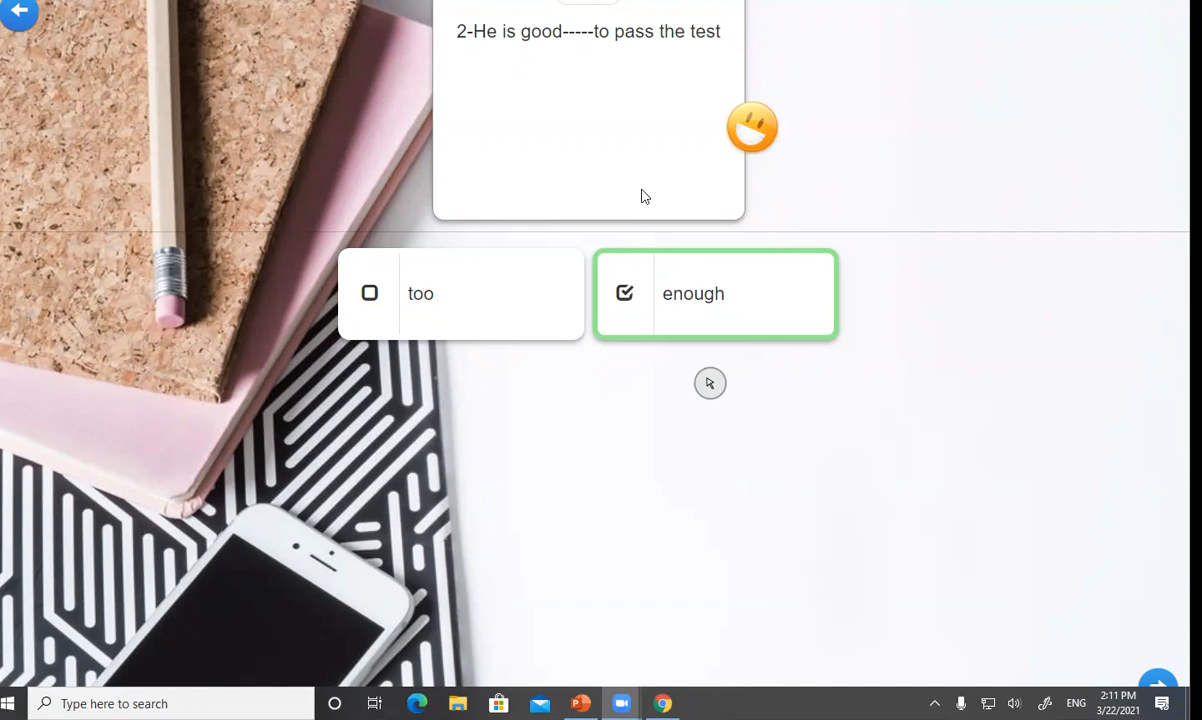 2-He is good-----to pass the test
too
enough
Type here to search
ENG
2:11 PM
3/22/2021